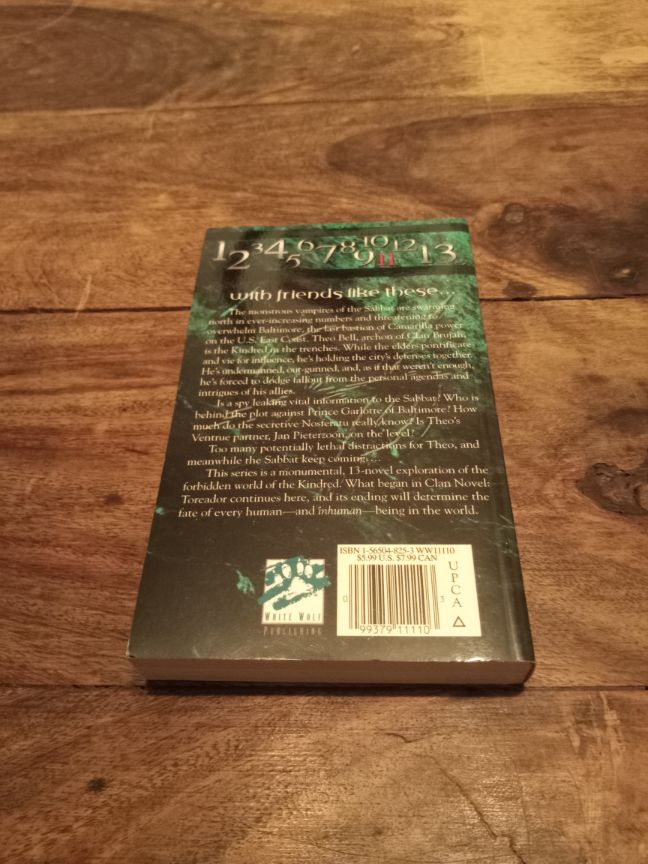 1 2 3 4 5 6 7 8 9 10 11 12 13
with friends like these...
The monstrous vampires of the Sabbat are swarming
north in ever-increasing numbers and threatening to
overwhelm Baltimore, the last bastion of Camarilla power
on the U.S. East Coast. Theo Bell, archon of Clan Brujah,
is the Kindred in the trenches. While the elders pontificate
and vie for influence, he's holding the city's defenses together.
He's undermanned, out-gunned, and, as if that weren't enough,
he's forced to dodge fallout from the personal agendas and
intrigues of his allies.
Is a spy leaking vital information to the Sabbat? Who is
behind the plot against Prince Garlotte of Baltimore? How
much do the secretive Nosferatu really know? Is Theo's
Ventrue partner, Jan Pieterzoon, on the level?
Too many potentially lethal distractions for Theo, and
meanwhile the Sabbat keep coming....
This series is a monumental, 13-novel exploration of the
forbidden world of the Kindred. What began in Clan Novel:
Toreador continues here, and its ending will determine the
fate of every human—and inhuman—being in the world.
ISBN 1-56504-825-3 WW11110
$5.99 U.S. $7.99 CAN
UPCA
0 99379 11110 3
WHITE WOLF
PUBLISHING